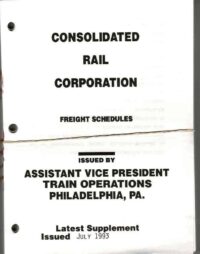 CONSOLIDATED
RAIL
CORPORATION
FREIGHT SCHEDULES
ISSUED BY
ASSISTANT VICE PRESIDENT
TRAIN OPERATIONS
PHILADELPHIA, PA.
Latest Supplement
Issued JULY 1993